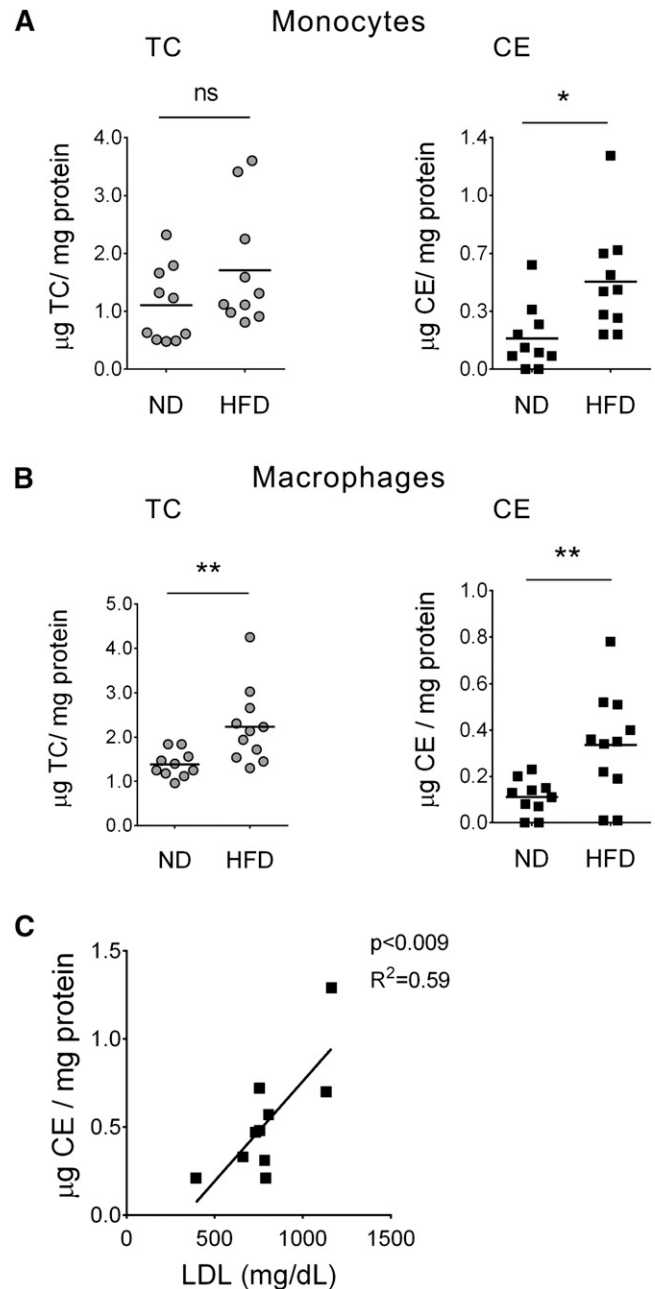 A Monocytes
TC CE
ns *
4.0 1.4
3.0 1.0
2.0 0.7
1.0 0.3
0.0 0.0
µg TC/ mg protein µg CE/ mg protein
ND HFD ND HFD
B Macrophages
TC CE
** **
5.0 1.0
4.0 0.8
3.0 0.6
2.0 0.4
1.0 0.2
0.0 0.0
µg TC/ mg protein µg CE / mg protein
ND HFD ND HFD
C
p<0.009
R²=0.59
1.5
1.0
0.5
0.0
µg CE / mg protein
0 500 1000 1500
LDL (mg/dL)